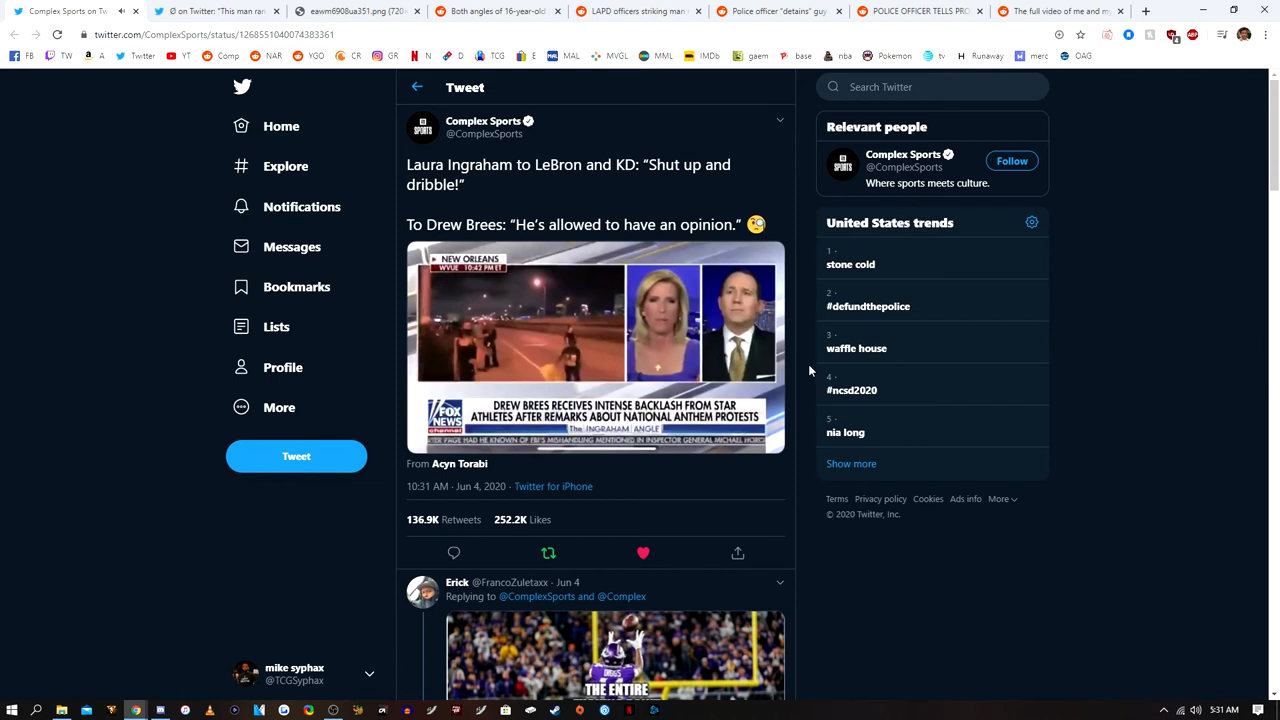 Complex Sports on Twitter:
Ø on Twitter: "This man ran
eawm6908ua351.png (720×
Both angles of 16-year-old
LAPD officers striking man
Police officer "detains" guy
POLICE OFFICER TELLS PRO
The full video of me and my
twitter.com/ComplexSports/status/1268551040074383361
FB
TW
A
Twitter
YT
Comp
NAR
YGO
CR
GR
N
D
TCG
E
MAL
MVGL
MML
IMDb
gaem
base
nba
Pokemon
tv
Runaway
merc
OAG
Home
Explore
Notifications
Messages
Bookmarks
Lists
Profile
More
Tweet
mike syphax
@TCGSyphax
Tweet
SPORTS
Complex Sports
@ComplexSports
Laura Ingraham to LeBron and KD: “Shut up and
dribble!”
To Drew Brees: “He’s allowed to have an opinion.”
NEW ORLEANS
WVUE 10:42 PM ET
FOX
NEWS
channel
DREW BREES RECEIVES INTENSE BACKLASH FROM STAR
ATHLETES AFTER REMARKS ABOUT NATIONAL ANTHEM PROTESTS
The INGRAHAM ANGLE
TER PAGE HAD HE KNOWN OF FBI'S MISHANDLING MENTIONED IN INSPECTOR GENERAL MICHAEL HOROW
From Acyn Torabi
10:31 AM · Jun 4, 2020 · Twitter for iPhone
136.9K Retweets 252.2K Likes
Erick @FrancoZuletaxx · Jun 4
Replying to @ComplexSports and @Complex
DIGGS
THE ENTIRE
Search Twitter
Relevant people
SPORTS
Complex Sports
@ComplexSports
Follow
Where sports meets culture.
United States trends
1 ·
stone cold
2 ·
#defundthepolice
3 ·
waffle house
4 ·
#ncsd2020
5 ·
nia long
Show more
Terms Privacy policy Cookies Ads info More
© 2020 Twitter, Inc.
5:31 AM